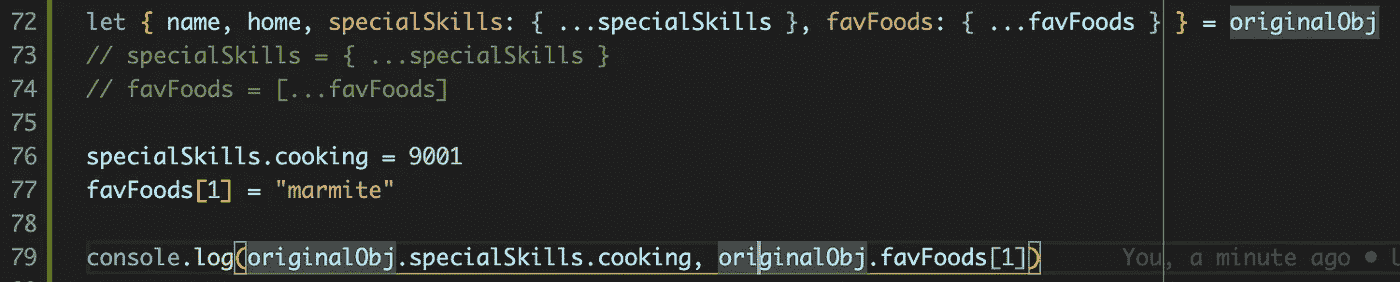 72 let { name, home, specialSkills: { ...specialSkills }, favFoods: { ...favFoods } } = originalObj
73 // specialSkills = { ...specialSkills }
74 // favFoods = [...favFoods]
75
76 specialSkills.cooking = 9001
77 favFoods[1] = "marmite"
78
79 console.log(originalObj.specialSkills.cooking, originalObj.favFoods[1]) You, a minute ago •